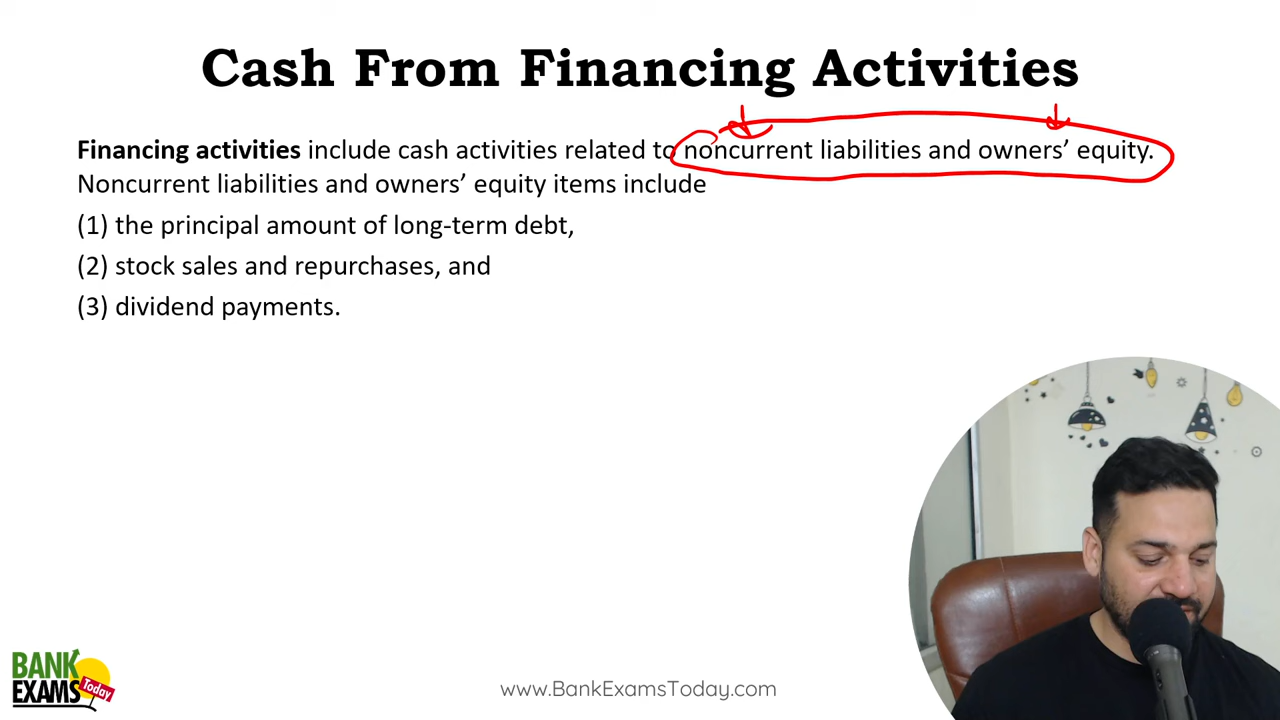 Cash From Financing Activities
Financing activities include cash activities related to noncurrent liabilities and owners’ equity.
Noncurrent liabilities and owners’ equity items include
(1) the principal amount of long-term debt,
(2) stock sales and repurchases, and
(3) dividend payments.
BANK
EXAMS
Today
www.BankExamsToday.com